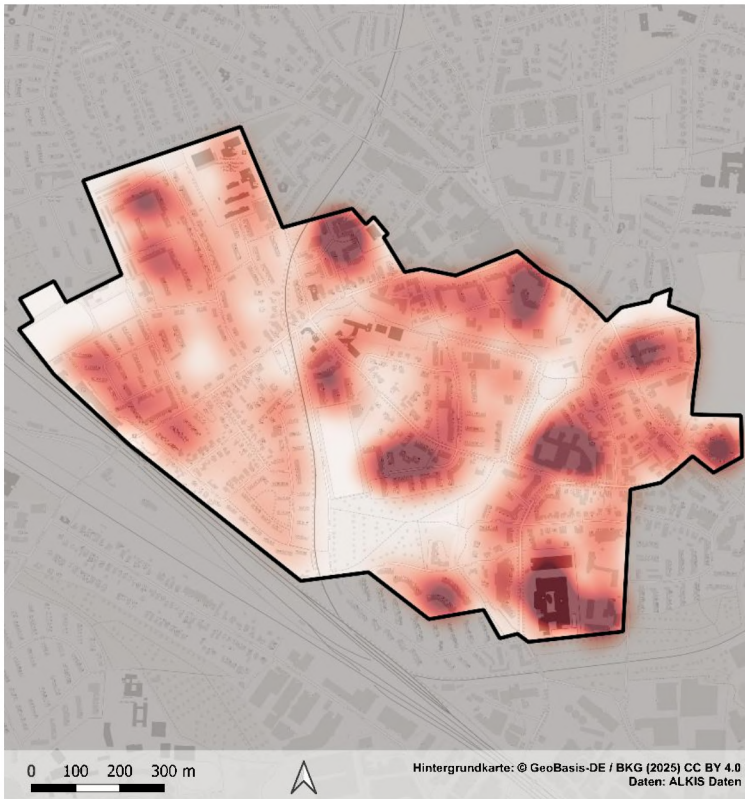 0 100 200 300 m
Hintergrundkarte: © GeoBasis-DE / BKG (2025) CC BY 4.0
Daten: ALKIS Daten